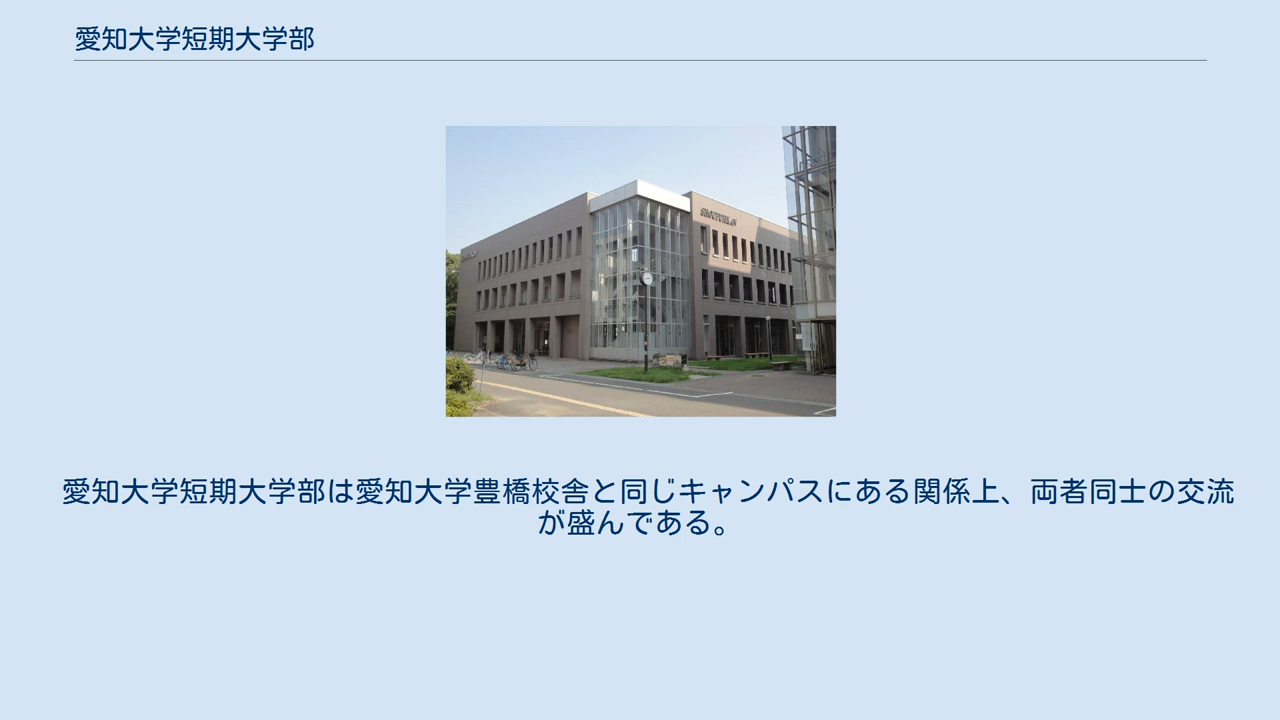 愛知大学短期大学部
愛知大学短期大学部は愛知大学豊橋校舎と同じキャンパスにある関係上、両者同士の交流
が盛んである。